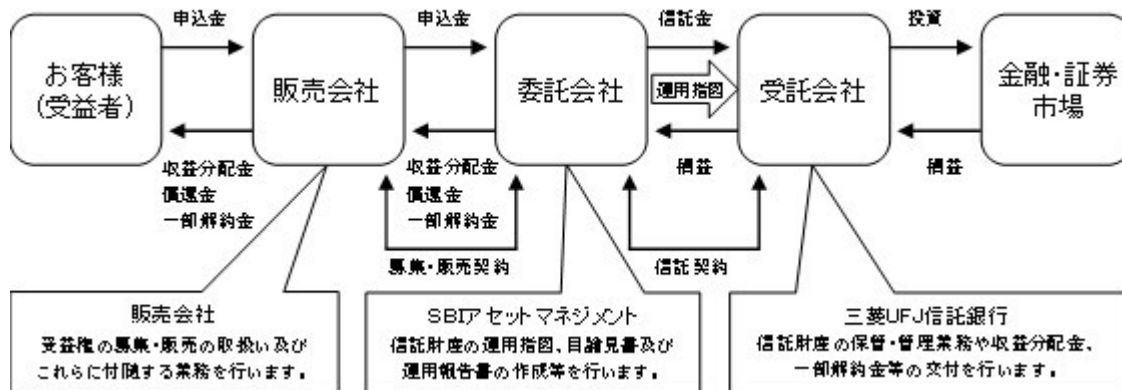 申込金
申込金
信託金
投資
お客様
(受益者)
販売会社
委託会社
運用指図
受託会社
金融・証券
市場
収益分配金
償還金
一部解約金
収益分配金
償還金
一部解約金
損益
損益
募集・販売契約
信託契約
販売会社
受益権の募集・販売の取扱い及び
これらに付随する業務を行います。
SBIアセットマネジメント
信託財産の運用指図、目論見書及び
運用報告書の作成等を行います。
三菱UFJ信託銀行
信託財産の保管・管理業務や収益分配金、
一部解約金等の交付を行います。